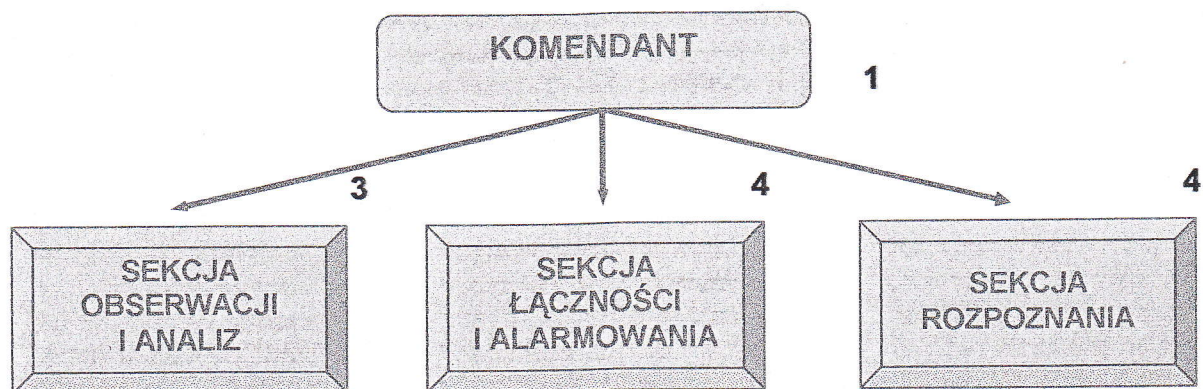 KOMENDANT
1
3
4
4
SEKCJA
OBSERWACJI
I ANALIZ
SEKCJA
ŁĄCZNOŚCI
I ALARMOWANIA
SEKCJA
ROZPOZNANIA